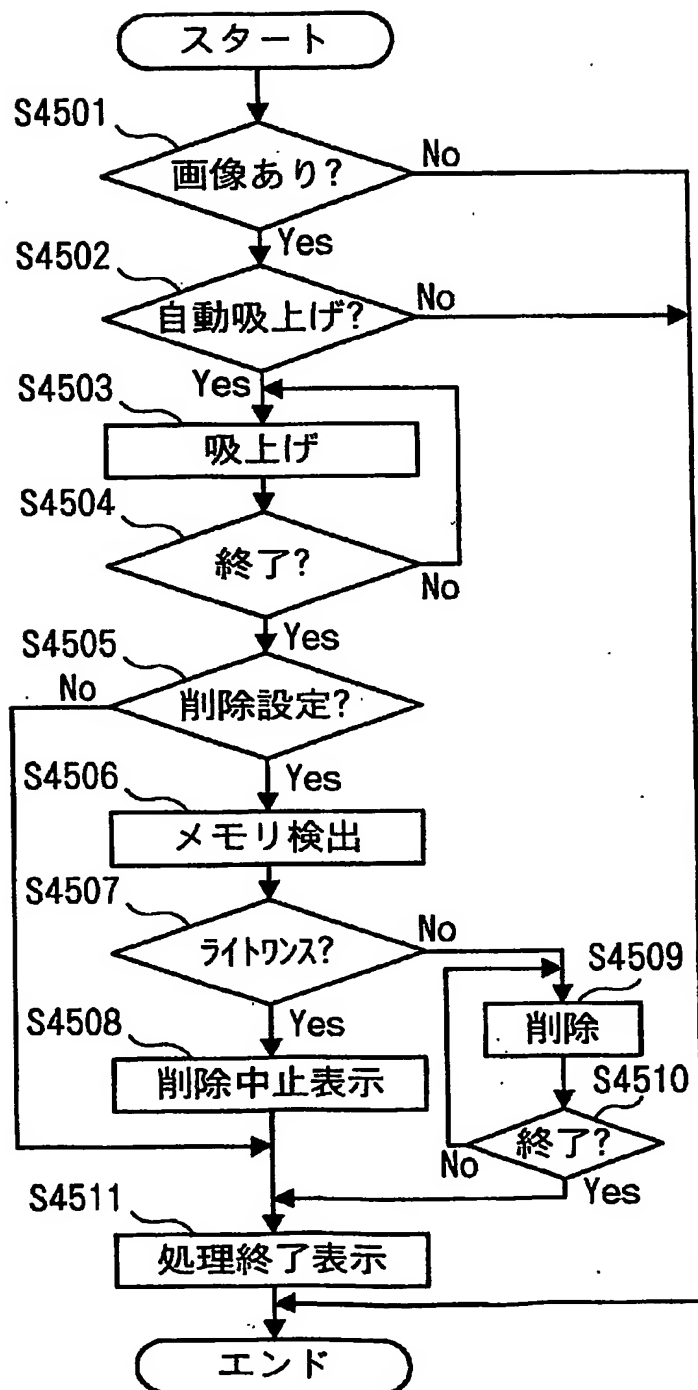 スタート
S4501
画像あり?
No
Yes
S4502
自動吸上げ?
No
Yes
S4503
吸上げ
S4504
終了?
No
Yes
S4505
No
削除設定?
Yes
S4506
メモリ検出
S4507
ライトワンス?
No
S4509
削除
Yes
S4508
削除中止表示
S4510
終了?
No
Yes
S4511
処理終了表示
エンド